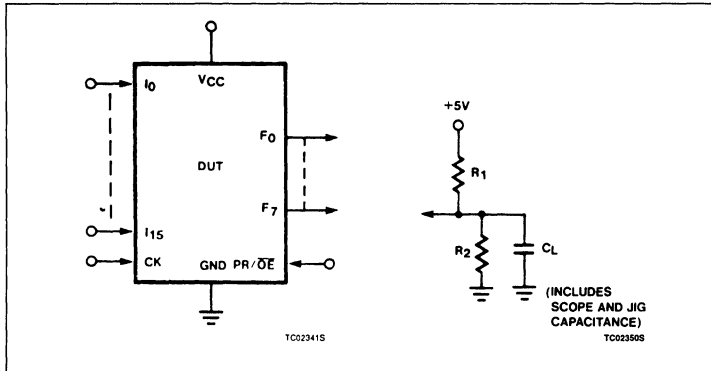 VCC
I0
F0
DUT
F7
I15
CK
GND PR/OE
TC02341S
+5V
R1
R2
CL
(INCLUDES
SCOPE AND JIG
CAPACITANCE)
TC02350S